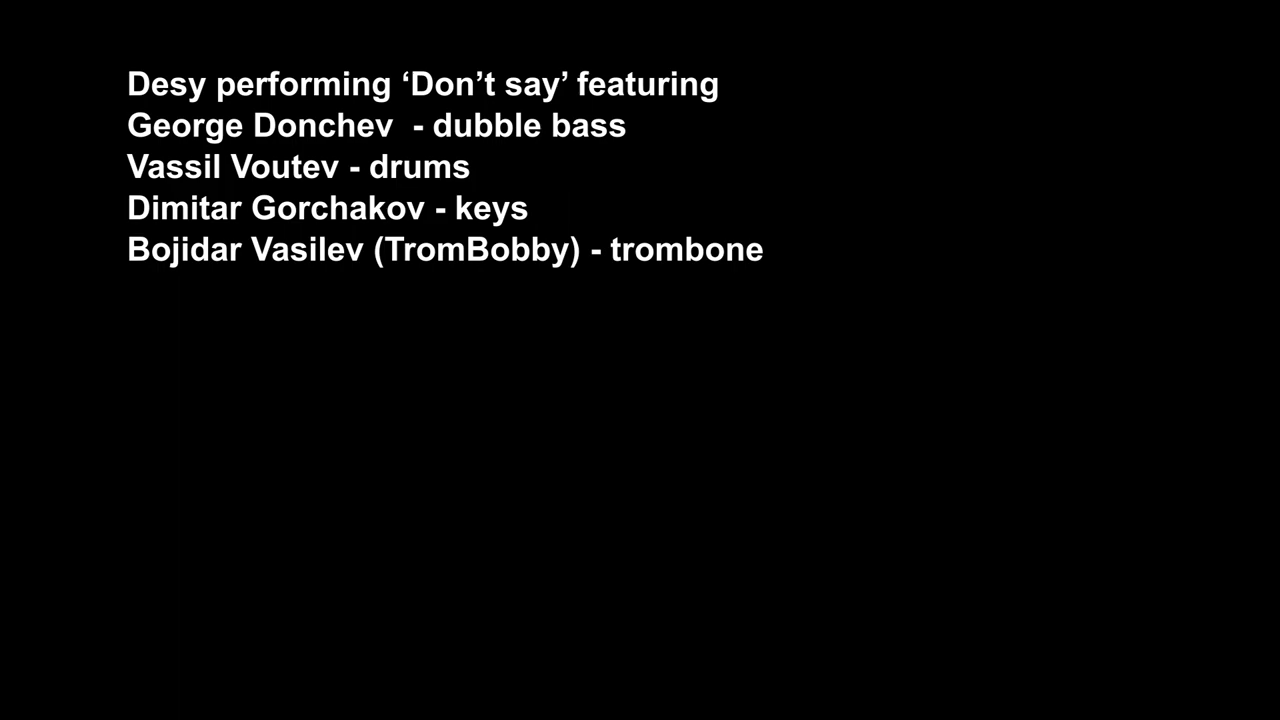 Desy performing ‘Don’t say’ featuring
George Donchev  - dubble bass
Vassil Voutev - drums
Dimitar Gorchakov - keys
Bojidar Vasilev (TromBobby) - trombone